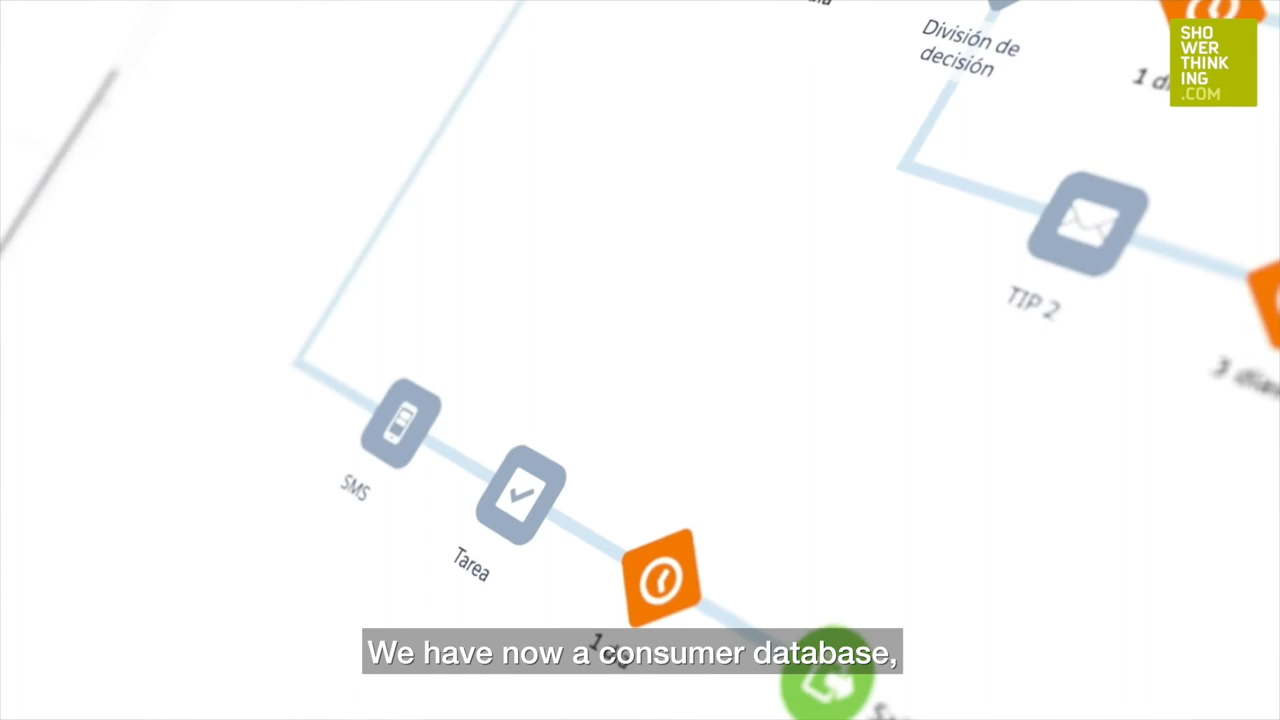 División de
decisión
SHO
WER
THINK
ING
.COM
TIP 2
SMS
Tarea
We have now a consumer database,